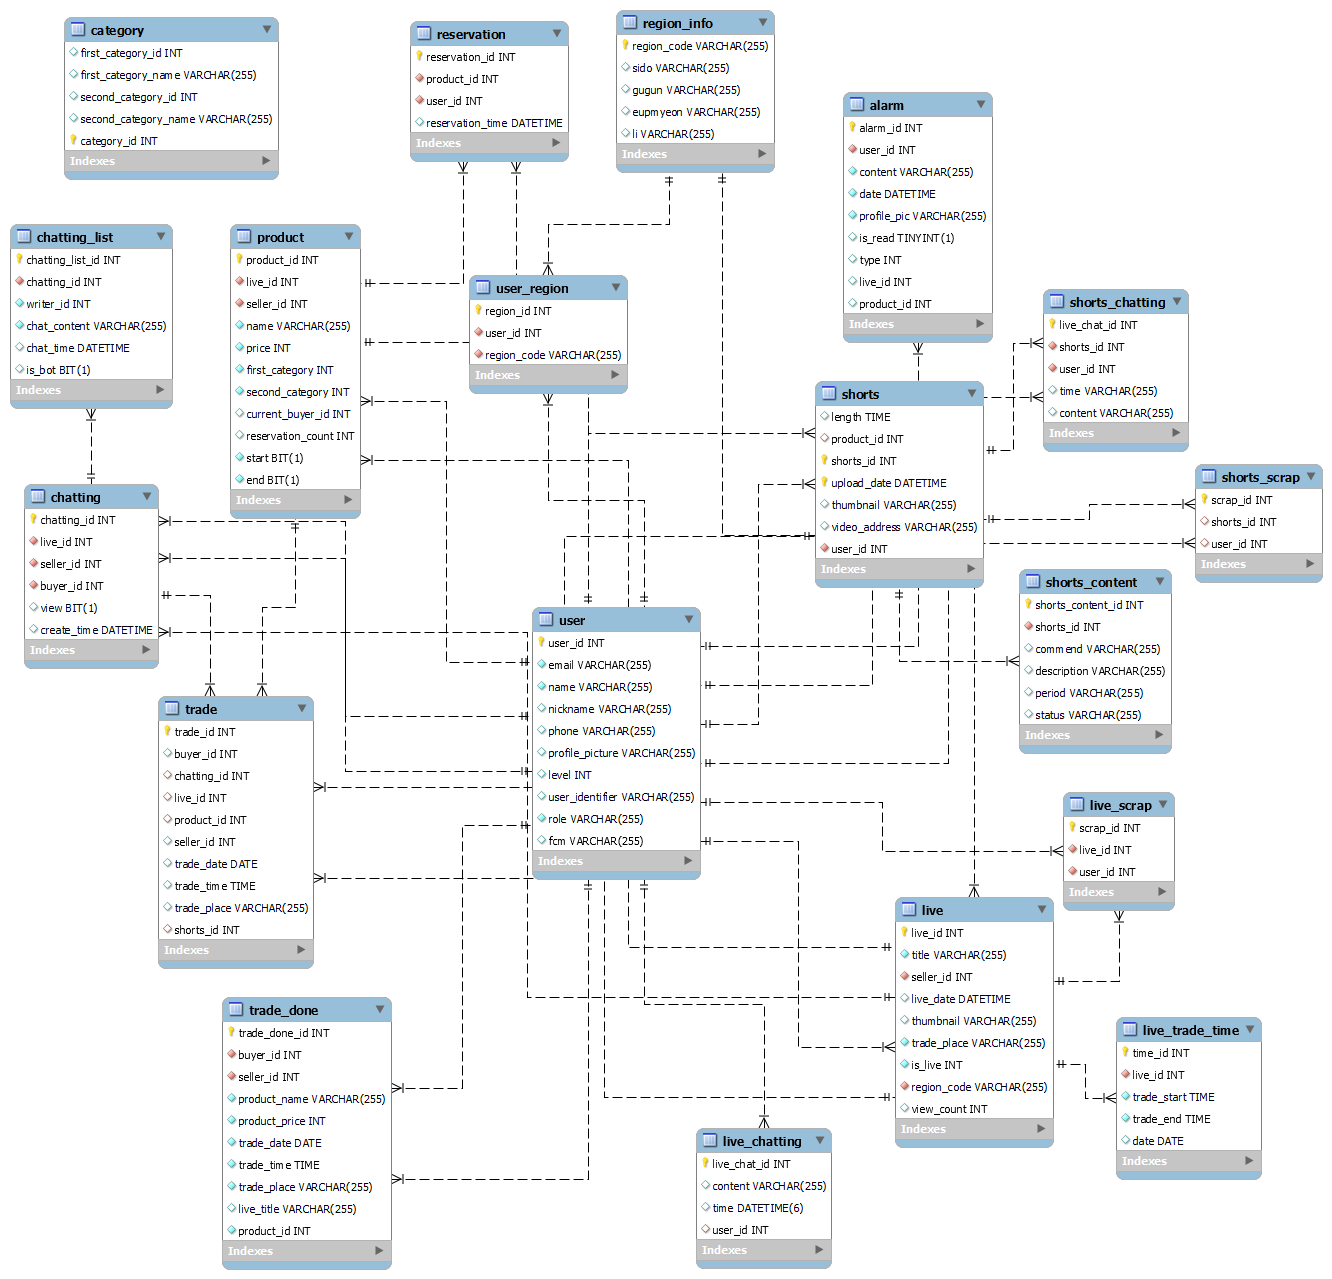 category
first_category_id INT
first_category_name VARCHAR(255)
second_category_id INT
second_category_name VARCHAR(255)
category_id INT
Indexes
reservation
reservation_id INT
product_id INT
user_id INT
reservation_time DATETIME
Indexes
region_info
region_code VARCHAR(255)
sido VARCHAR(255)
gugun VARCHAR(255)
eupmyeon VARCHAR(255)
li VARCHAR(255)
Indexes
alarm
alarm_id INT
user_id INT
content VARCHAR(255)
date DATETIME
profile_pic VARCHAR(255)
is_read TINYINT(1)
type INT
live_id INT
product_id INT
Indexes
chatting_list
chatting_list_id INT
chatting_id INT
writer_id INT
chat_content VARCHAR(255)
chat_time DATETIME
is_bot BIT(1)
Indexes
product
product_id INT
live_id INT
seller_id INT
name VARCHAR(255)
price INT
first_category INT
second_category INT
current_buyer_id INT
reservation_count INT
start BIT(1)
end BIT(1)
Indexes
user_region
region_id INT
user_id INT
region_code VARCHAR(255)
Indexes
shorts_chatting
live_chat_id INT
shorts_id INT
user_id INT
time VARCHAR(255)
content VARCHAR(255)
Indexes
shorts
length TIME
product_id INT
shorts_id INT
upload_date DATETIME
thumbnail VARCHAR(255)
video_address VARCHAR(255)
user_id INT
Indexes
shorts_scrap
scrap_id INT
shorts_id INT
user_id INT
Indexes
chatting
chatting_id INT
live_id INT
seller_id INT
buyer_id INT
view BIT(1)
create_time DATETIME
Indexes
shorts_content
shorts_content_id INT
shorts_id INT
commend VARCHAR(255)
description VARCHAR(255)
period VARCHAR(255)
status VARCHAR(255)
Indexes
user
user_id INT
email VARCHAR(255)
name VARCHAR(255)
nickname VARCHAR(255)
phone VARCHAR(255)
profile_picture VARCHAR(255)
level INT
user_identifier VARCHAR(255)
role VARCHAR(255)
fcm VARCHAR(255)
Indexes
trade
trade_id INT
buyer_id INT
chatting_id INT
live_id INT
product_id INT
seller_id INT
trade_date DATE
trade_time TIME
trade_place VARCHAR(255)
shorts_id INT
Indexes
live_scrap
scrap_id INT
live_id INT
user_id INT
Indexes
live
live_id INT
title VARCHAR(255)
seller_id INT
live_date DATETIME
thumbnail VARCHAR(255)
trade_place VARCHAR(255)
is_live INT
region_code VARCHAR(255)
view_count INT
Indexes
trade_done
trade_done_id INT
buyer_id INT
seller_id INT
product_name VARCHAR(255)
product_price INT
trade_date DATE
trade_time TIME
trade_place VARCHAR(255)
live_title VARCHAR(255)
product_id INT
Indexes
live_trade_time
time_id INT
live_id INT
trade_start TIME
trade_end TIME
date DATE
Indexes
live_chatting
live_chat_id INT
content VARCHAR(255)
time DATETIME(6)
user_id INT
Indexes